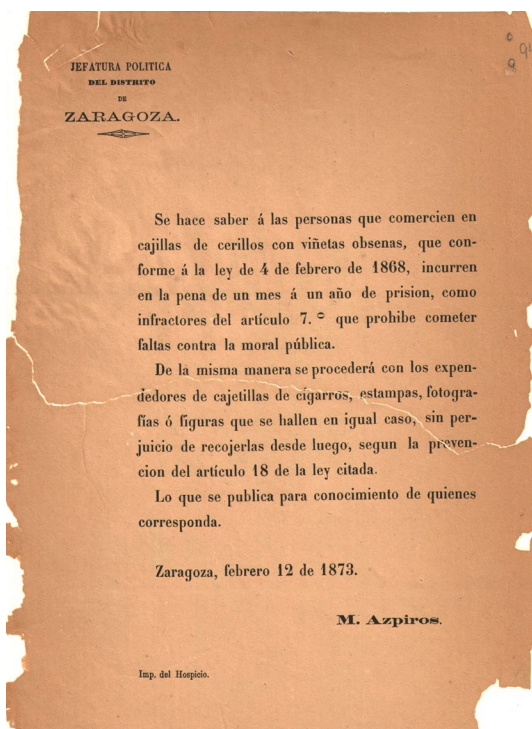 JEFATURA POLITICA
DEL DISTRITO
DE
ZARAGOZA.
Se hace saber á las personas que comercien en
cajillas de cerillos con viñetas obsenas, que con-
forme á la ley de 4 de febrero de 1868, incurren
en la pena de un mes á un año de prision, como
infractores del artículo 7.° que prohibe cometer
faltas contra la moral pública.
De la misma manera se procederá con los expen-
dedores de cajetillas de cigarros, estampas, fotogra-
fías ó figuras que se hallen en igual caso, sin per-
juicio de recojerlas desde luego, segun la preven-
cion del artículo 18 de la ley citada.
Lo que se publica para conocimiento de quienes
corresponda.
Zaragoza, febrero 12 de 1873.
M. Azpiros.
Imp. del Hospicio.